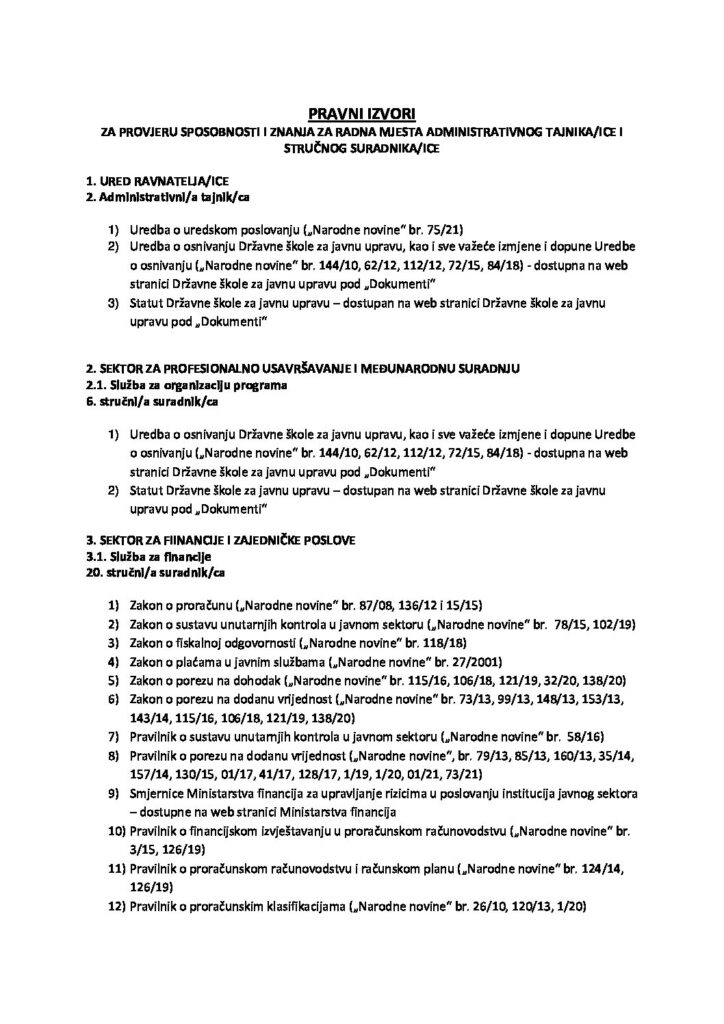 PRAVNI IZVORI
ZA PROVJERU SPOSOBNOSTI I ZNANJA ZA RADNA MJESTA ADMINISTRATIVNOG TAJNIKA/ICE I
STRUČNOG SURADNIKA/ICE
1. URED RAVNATELJA/ICE
2. Administrativni/a tajnik/ca
1) Uredba o uredskom poslovanju („Narodne novine“ br. 75/21)
2) Uredba o osnivanju Državne škole za javnu upravu, kao i sve važeće izmjene i dopune Uredbe
o osnivanju („Narodne novine“ br. 144/10, 62/12, 112/12, 72/15, 84/18) - dostupna na web
stranici Državne škole za javnu upravu pod „Dokumenti“
3) Statut Državne škole za javnu upravu – dostupan na web stranici Državne škole za javnu
upravu pod „Dokumenti“
2. SEKTOR ZA PROFESIONALNO USAVRŠAVANJE I MEĐUNARODNU SURADNJU
2.1. Služba za organizaciju programa
6. stručni/a suradnik/ca
1) Uredba o osnivanju Državne škole za javnu upravu, kao i sve važeće izmjene i dopune Uredbe
o osnivanju („Narodne novine“ br. 144/10, 62/12, 112/12, 72/15, 84/18) - dostupna na web
stranici Državne škole za javnu upravu pod „Dokumenti“
2) Statut Državne škole za javnu upravu – dostupan na web stranici Državne škole za javnu
upravu pod „Dokumenti“
3. SEKTOR ZA FIINANCIJE I ZAJEDNIČKE POSLOVE
3.1. Služba za financije
20. stručni/a suradnik/ca
1) Zakon o proračunu („Narodne novine“ br. 87/08, 136/12 i 15/15)
2) Zakon o sustavu unutarnjih kontrola u javnom sektoru („Narodne novine“ br. 78/15, 102/19)
3) Zakon o fiskalnoj odgovornosti („Narodne novine“ br. 118/18)
4) Zakon o plaćama u javnim službama („Narodne novine“ br. 27/2001)
5) Zakon o porezu na dohodak („Narodne novine“ br. 115/16, 106/18, 121/19, 32/20, 138/20)
6) Zakon o porezu na dodanu vrijednost („Narodne novine“ br. 73/13, 99/13, 148/13, 153/13,
143/14, 115/16, 106/18, 121/19, 138/20)
7) Pravilnik o sustavu unutarnjih kontrola u javnom sektoru („Narodne novine“ br. 58/16)
8) Pravilnik o porezu na dodanu vrijednost („Narodne novine“, br. 79/13, 85/13, 160/13, 35/14,
157/14, 130/15, 01/17, 41/17, 128/17, 1/19, 1/20, 01/21, 73/21)
9) Smjernice Ministarstva financija za upravljanje rizicima u poslovanju institucija javnog sektora
– dostupne na web stranici Ministarstva financija
10) Pravilnik o financijskom izvještavanju u proračunskom računovodstvu („Narodne novine“ br.
3/15, 126/19)
11) Pravilnik o proračunskom računovodstvu i računskom planu („Narodne novine“ br. 124/14,
126/19)
12) Pravilnik o proračunskim klasifikacijama („Narodne novine“ br. 26/10, 120/13, 1/20)